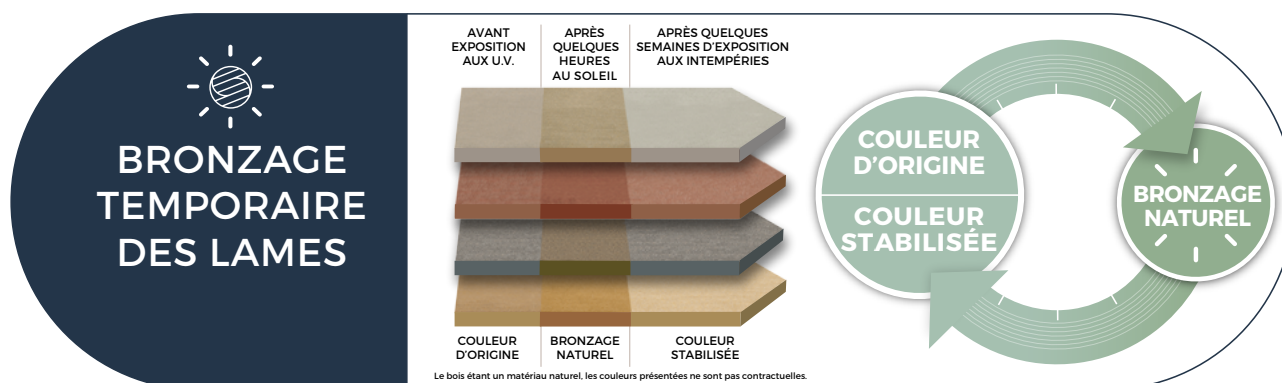 BRONZAGE
TEMPORAIRE
DES LAMES
AVANT
EXPOSITION
AUX U.V.
APRÈS
QUELQUES
HEURES
AU SOLEIL
APRÈS QUELQUES
SEMAINES D'EXPOSITION
AUX INTEMPÉRIES
COULEUR
D'ORIGINE
BRONZAGE
NATUREL
COULEUR
STABILISÉE
Le bois étant un matériau naturel, les couleurs présentées ne sont pas contractuelles.
COULEUR
D'ORIGINE
COULEUR
STABILISÉE
BRONZAGE
NATUREL